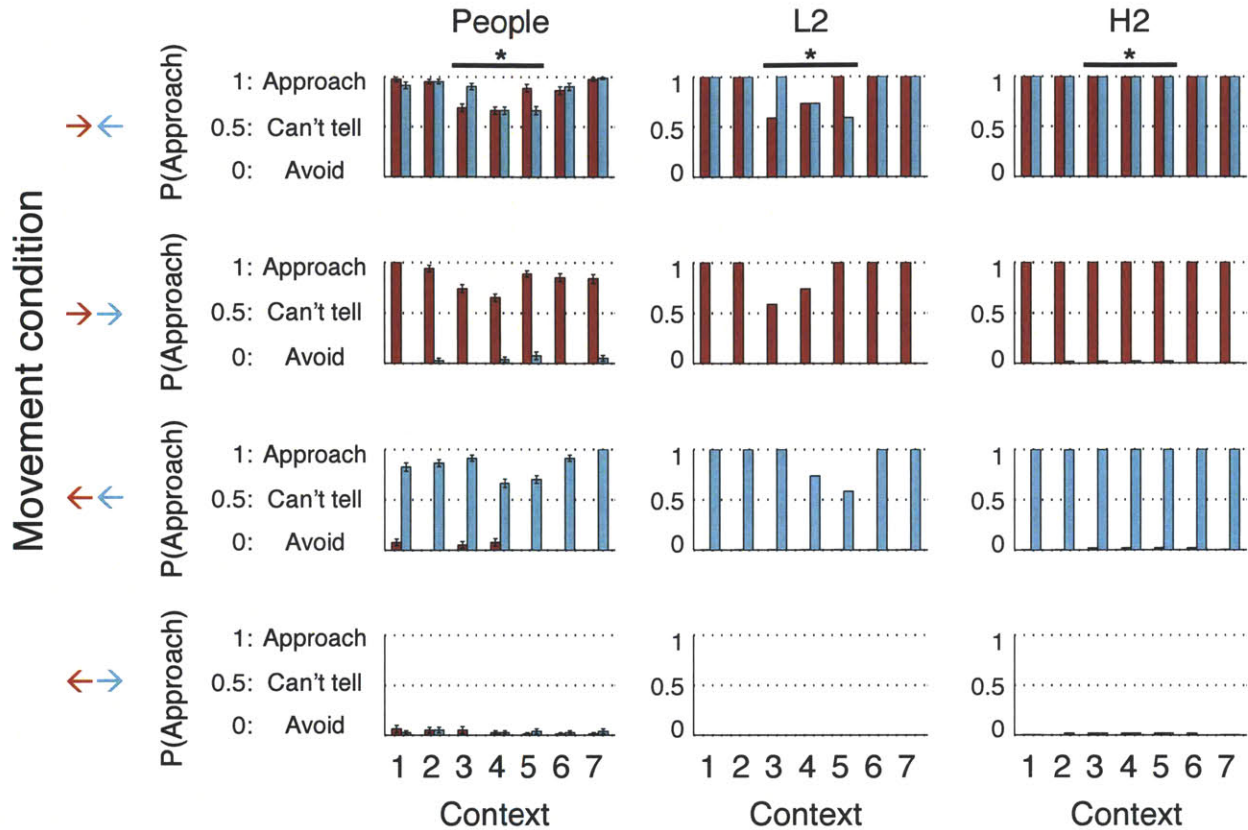 People L2 H2
* * *
Movement condition
P(Approach)
1: Approach
0.5: Can't tell
0: Avoid
1
0.5
0
1
0.5
0
P(Approach)
1: Approach
0.5: Can't tell
0: Avoid
1
0.5
0
1
0.5
0
P(Approach)
1: Approach
0.5: Can't tell
0: Avoid
1
0.5
0
1
0.5
0
P(Approach)
1: Approach
0.5: Can't tell
0: Avoid
1
0.5
0
1
0.5
0
1 2 3 4 5 6 7
1 2 3 4 5 6 7
1 2 3 4 5 6 7
Context Context Context